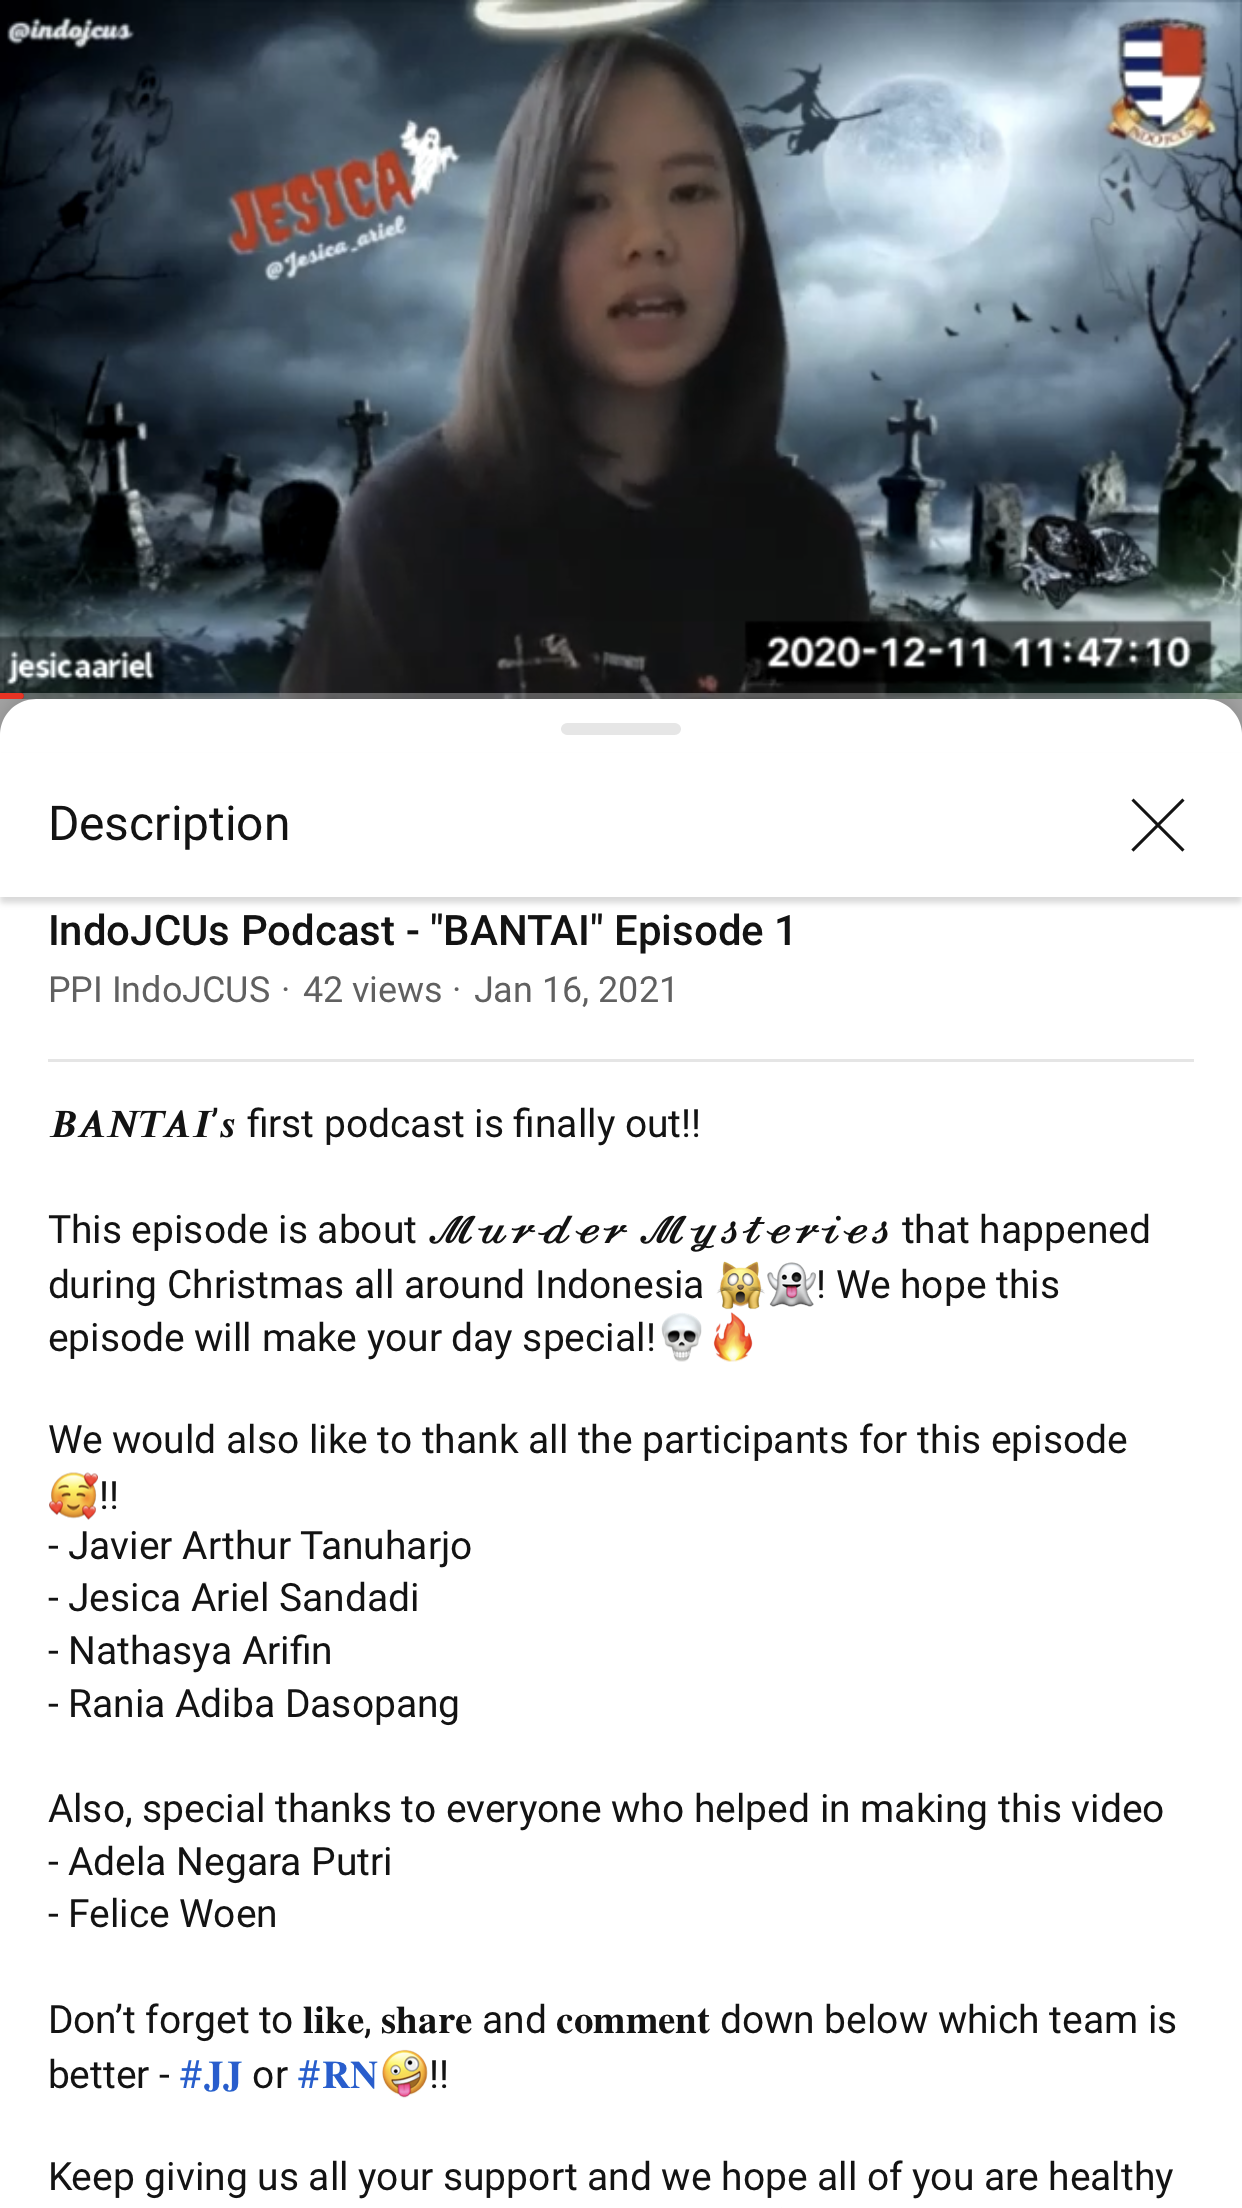 @indojcus
INDOJCUS
JESICA
@Jesica_ariel
jesicaariel
2020-12-11 11:47:10
Description
IndoJCUs Podcast - "BANTAI" Episode 1
PPI IndoJCUS · 42 views · Jan 16, 2021
𝑩𝑨𝑵𝑻𝑨𝑰’𝒔 first podcast is finally out!!
This episode is about 𝓜𝓾𝓻𝓭𝓮𝓻 𝓜𝔂𝓼𝓽𝓮𝓻𝓲𝓮𝓼 that happened
during Christmas all around Indonesia 🙀👻! We hope this
episode will make your day special!💀🔥
We would also like to thank all the participants for this episode
🥰!!
- Javier Arthur Tanuharjo
- Jesica Ariel Sandadi
- Nathasya Arifin
- Rania Adiba Dasopang
Also, special thanks to everyone who helped in making this video
- Adela Negara Putri
- Felice Woen
Don’t forget to 𝐥𝐢𝐤𝐞, 𝐬𝐡𝐚𝐫𝐞 and 𝐜𝐨𝐦𝐦𝐞𝐧𝐭 down below which team is
better - #𝐉𝐉 or #𝐑𝐍🤪!!
Keep giving us all your support and we hope all of you are healthy